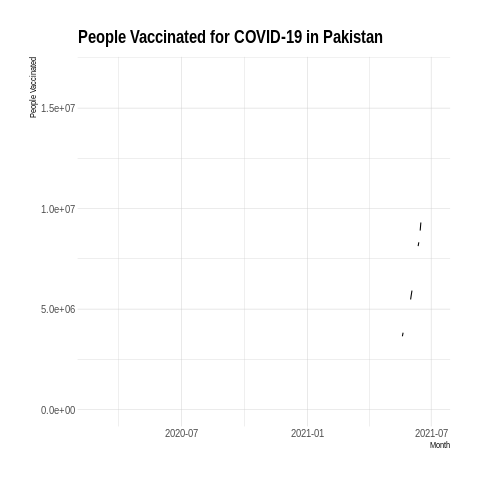 People Vaccinated for COVID-19 in Pakistan
People Vaccinated
1.5e+07
1.0e+07
5.0e+06
0.0e+00
2020-07
2021-01
2021-07
Month